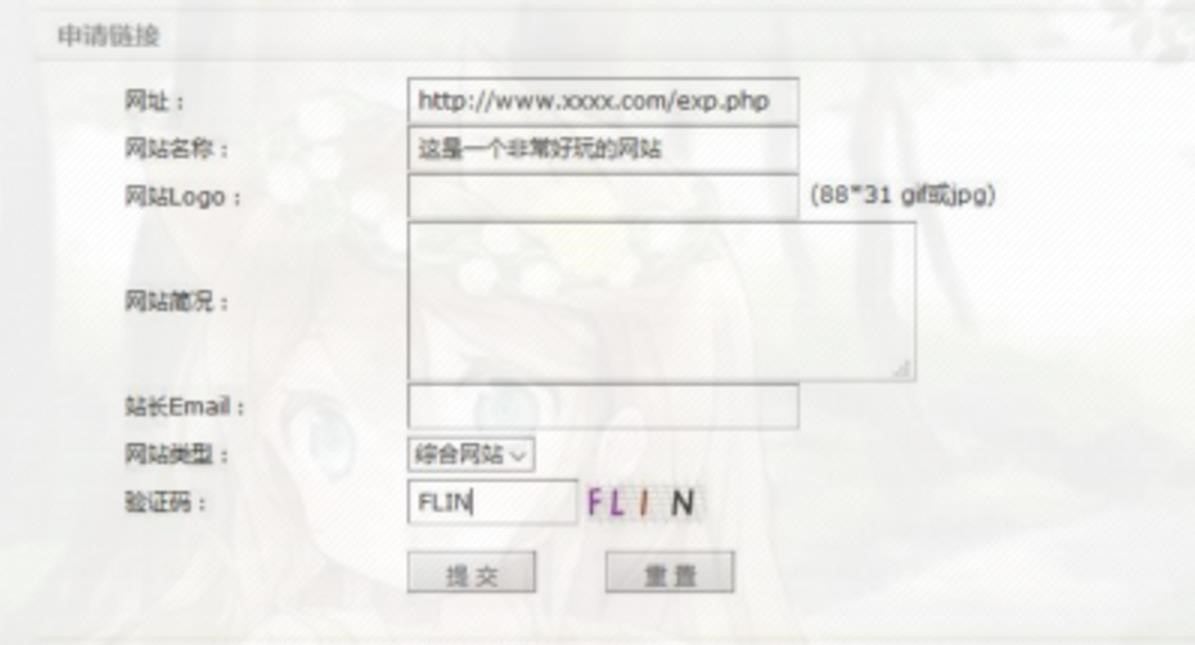 申请链接
网址： http://www.xxxx.com/exp.php
网站名称： 这是一个非常好玩的网站
网站Logo： (88*31 gif或jpg)
网站简况：
站长Email：
网站类型： 综合网站
验证码： FLIN FLIN
提交 重置